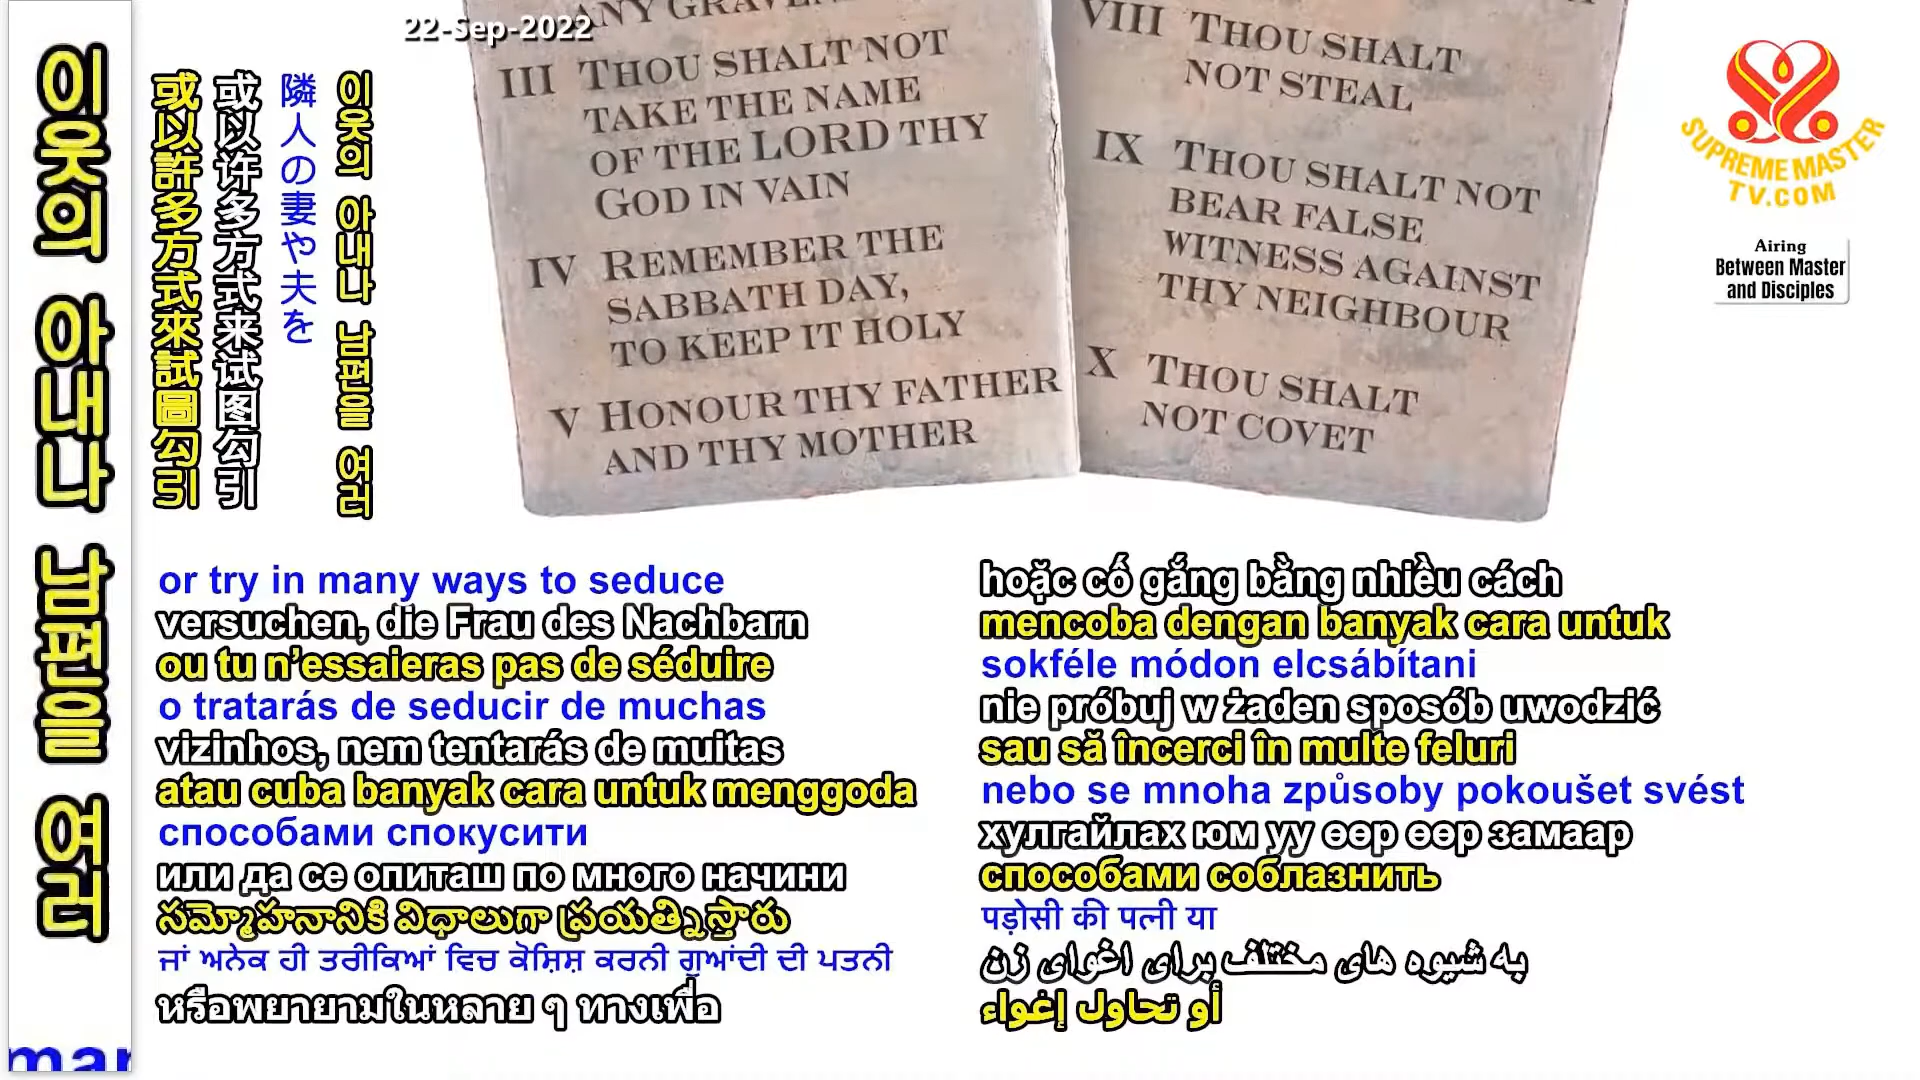 22-Sep-2022
III THOU SHALT NOT
TAKE THE NAME
OF THE LORD THY
GOD IN VAIN
IV REMEMBER THE
SABBATH DAY,
TO KEEP IT HOLY
V HONOUR THY FATHER
AND THY MOTHER
VIII THOU SHALT
NOT STEAL
IX THOU SHALT NOT
BEAR FALSE
WITNESS AGAINST
THY NEIGHBOUR
X THOU SHALT
NOT COVET
SUPREME MASTER
TV.COM
Airing
Between Master
and Disciples
이웃의 아내나 남편을 여러
或以許多方式來試圖勾引
或以许多方式来试图勾引
隣人の妻や夫を
이웃의 아내나 남편을 여러
or try in many ways to seduce
versuchen, die Frau des Nachbarn
ou tu n’essaieras pas de séduire
o tratarás de seducir de muchas
vizinhos, nem tentarás de muitas
atau cuba banyak cara untuk menggoda
способами спокусити
или да се опиташ по много начини
సమ్మోహనానికి విధాలుగా ప్రయత్నిస్తారు
ਜਾਂ ਅਨੇਕ ਹੀ ਤਰੀਕਿਆਂ ਵਿਚ ਕੋਸ਼ਿਸ਼ ਕਰਨੀ ਗੁਆਂਢੀ ਦੀ ਪਤਨੀ
หรือพยายามในหลาย ๆ ทางเพื่อ
hoặc cố gắng bằng nhiều cách
mencoba dengan banyak cara untuk
sokféle módon elcsábítani
nie próbuj w żaden sposób uwodzić
sau să încerci în multe feluri
nebo se mnoha způsoby pokoušet svést
хулгайлах юм уу өөр өөр замаар
способами соблазнить
पड़ोसी की पत्नी या
به شیوه های مختلف برای اغوای زن
أو تحاول إغواء